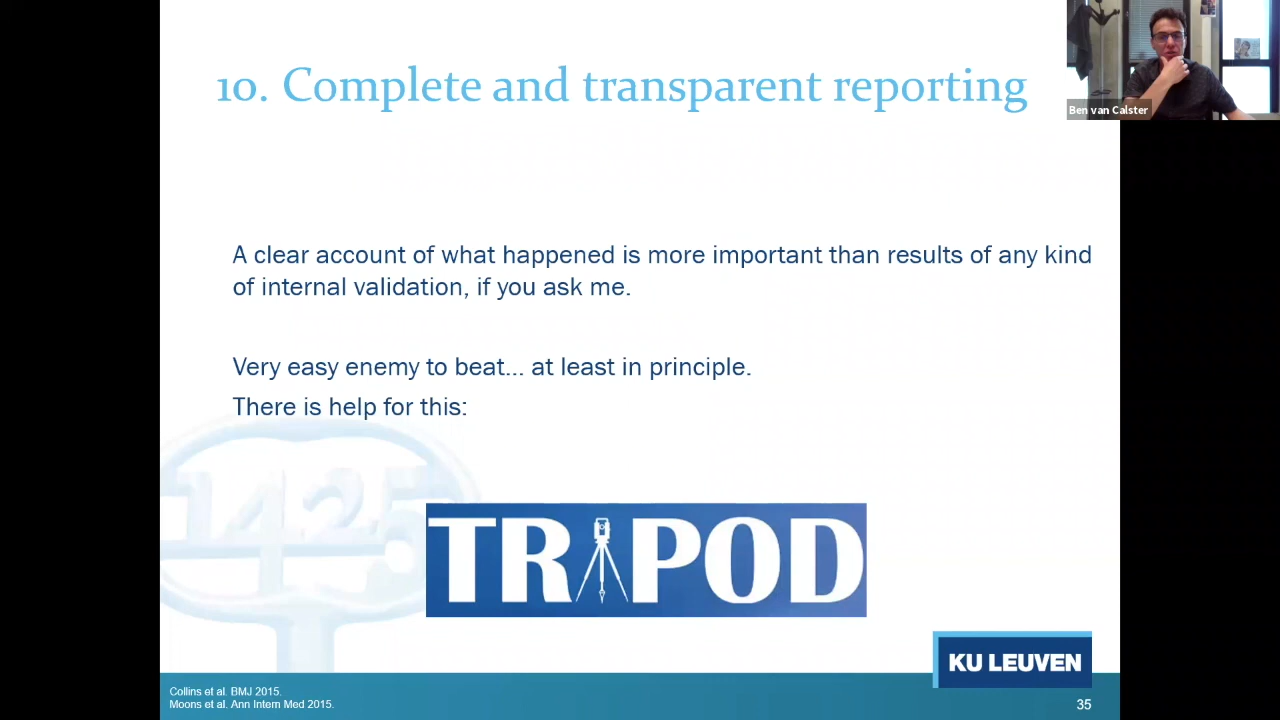 10. Complete and transparent reporting
Ben van Calster
A clear account of what happened is more important than results of any kind
of internal validation, if you ask me.
Very easy enemy to beat... at least in principle.
There is help for this:
1425
TRIPOD
KU LEUVEN
Collins et al. BMJ 2015.
Moons et al. Ann Intern Med 2015.
35